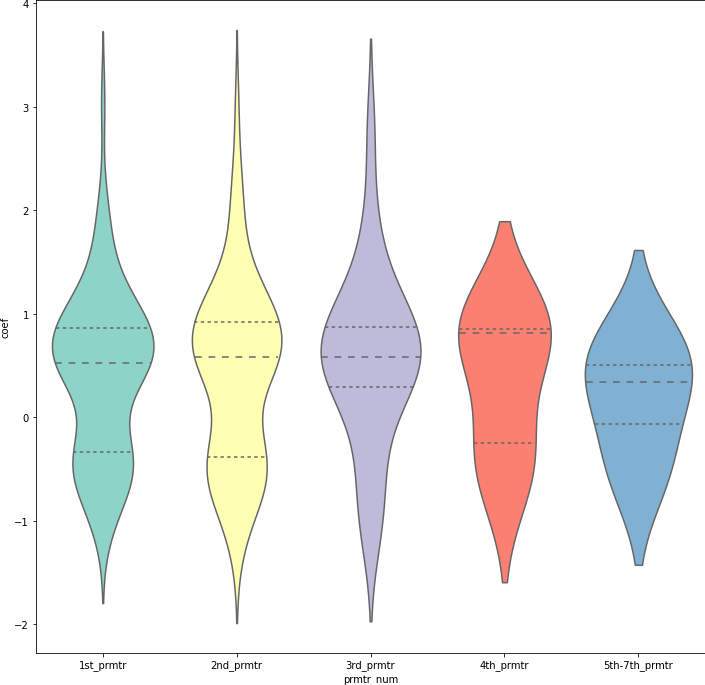 4
3
2
1
0
−1
−2
coef
1st_prmtr
2nd_prmtr
3rd_prmtr
4th_prmtr
5th-7th_prmtr
prmtr_num